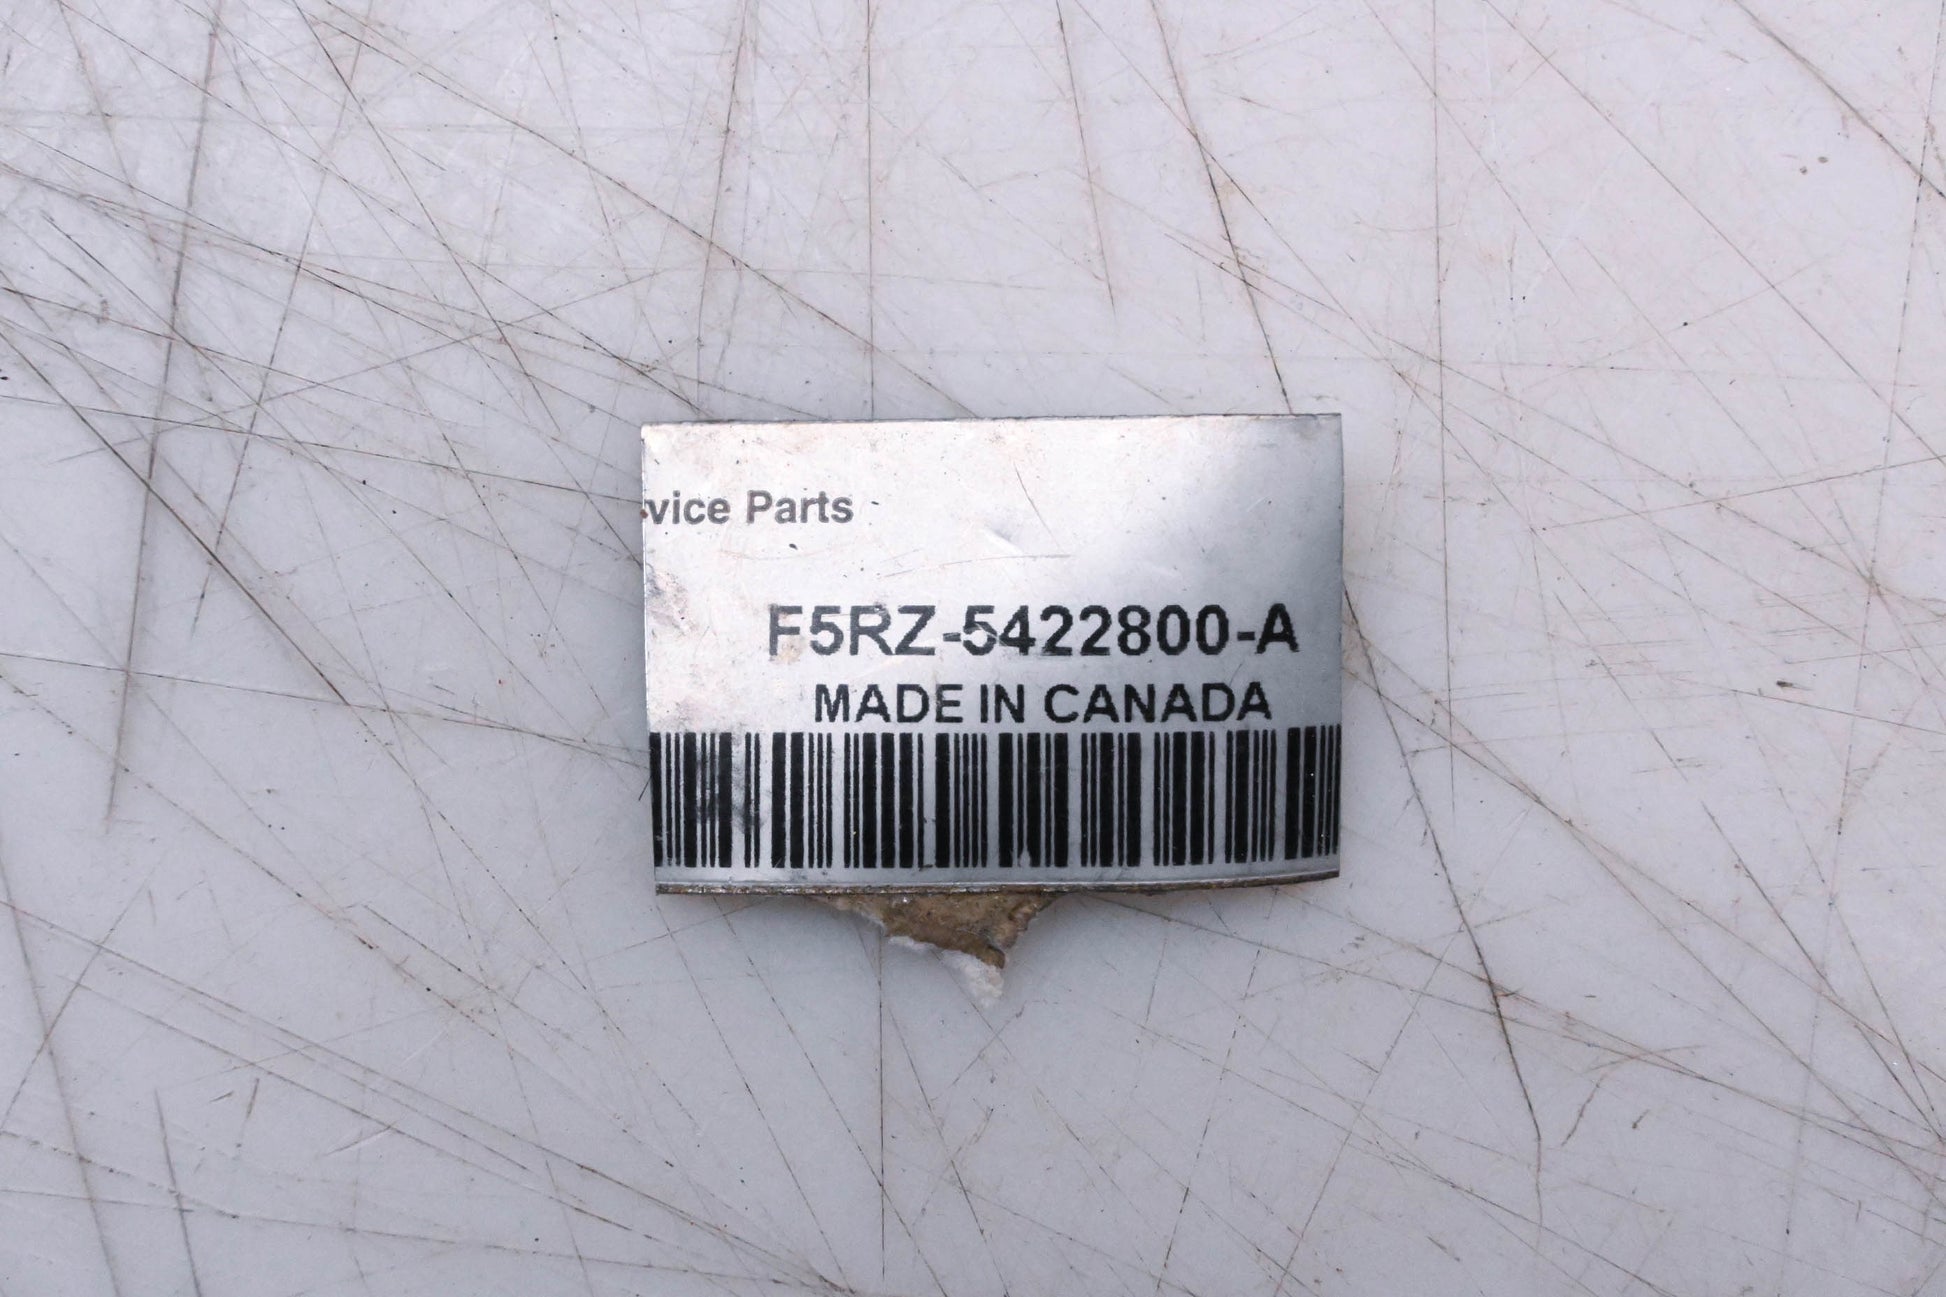 vice Parts
F5RZ-5422800-A
MADE IN CANADA